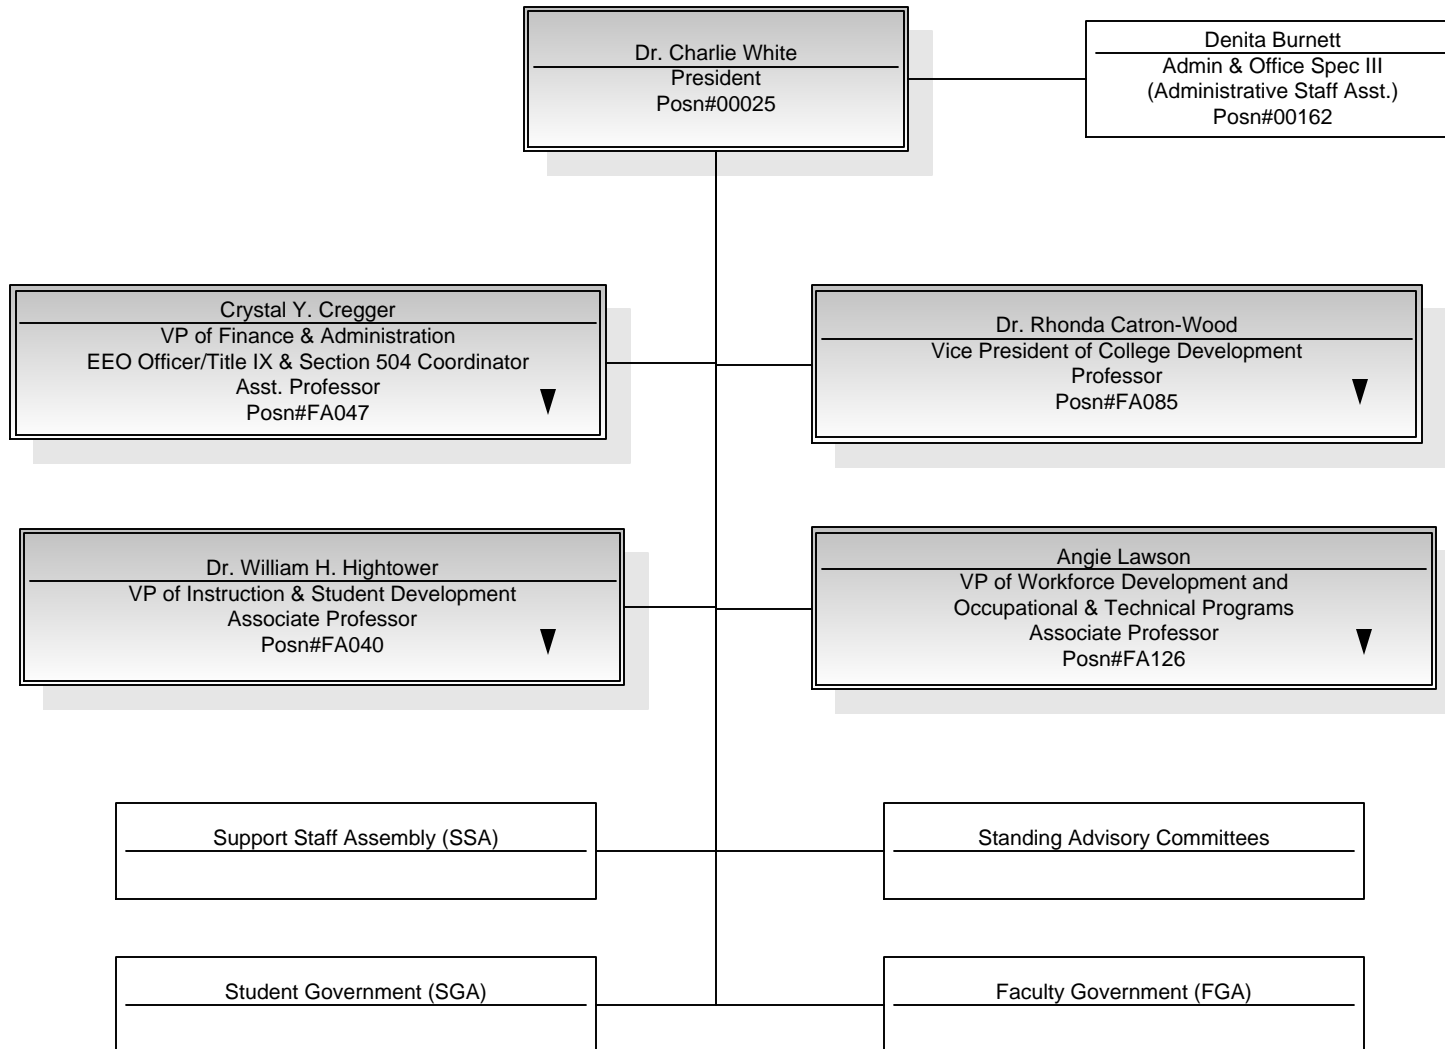 Dr. Charlie White
President
Posn#00025
Denita Burnett
Admin & Office Spec III
(Administrative Staff Asst.)
Posn#00162
Crystal Y. Cregger
VP of Finance & Administration
EEO Officer/Title IX & Section 504 Coordinator
Asst. Professor
Posn#FA047
Dr. Rhonda Catron-Wood
Vice President of College Development
Professor
Posn#FA085
Dr. William H. Hightower
VP of Instruction & Student Development
Associate Professor
Posn#FA040
Angie Lawson
VP of Workforce Development and
Occupational & Technical Programs
Associate Professor
Posn#FA126
Support Staff Assembly (SSA)
Standing Advisory Committees
Student Government (SGA)
Faculty Government (FGA)